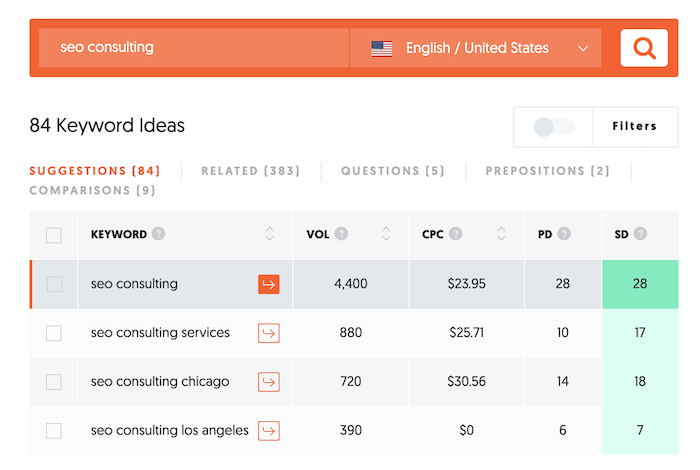 seo consulting English / United States
84 Keyword Ideas Filters
SUGGESTIONS (84) RELATED (383) QUESTIONS (5) PREPOSITIONS (2)
COMPARISONS (9)
KEYWORD ? VOL ? CPC ? PD ? SD ?
seo consulting 4,400 $23.95 28 28
seo consulting services 880 $25.71 10 17
seo consulting chicago 720 $30.56 14 18
seo consulting los angeles 390 $0 6 7